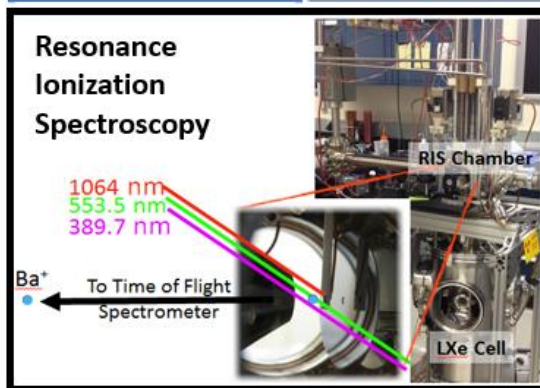 Resonance
Ionization
Spectroscopy
RIS Chamber
1064 nm
553.5 nm
389.7 nm
Ba⁺
To Time of Flight
Spectrometer
LXe Cell